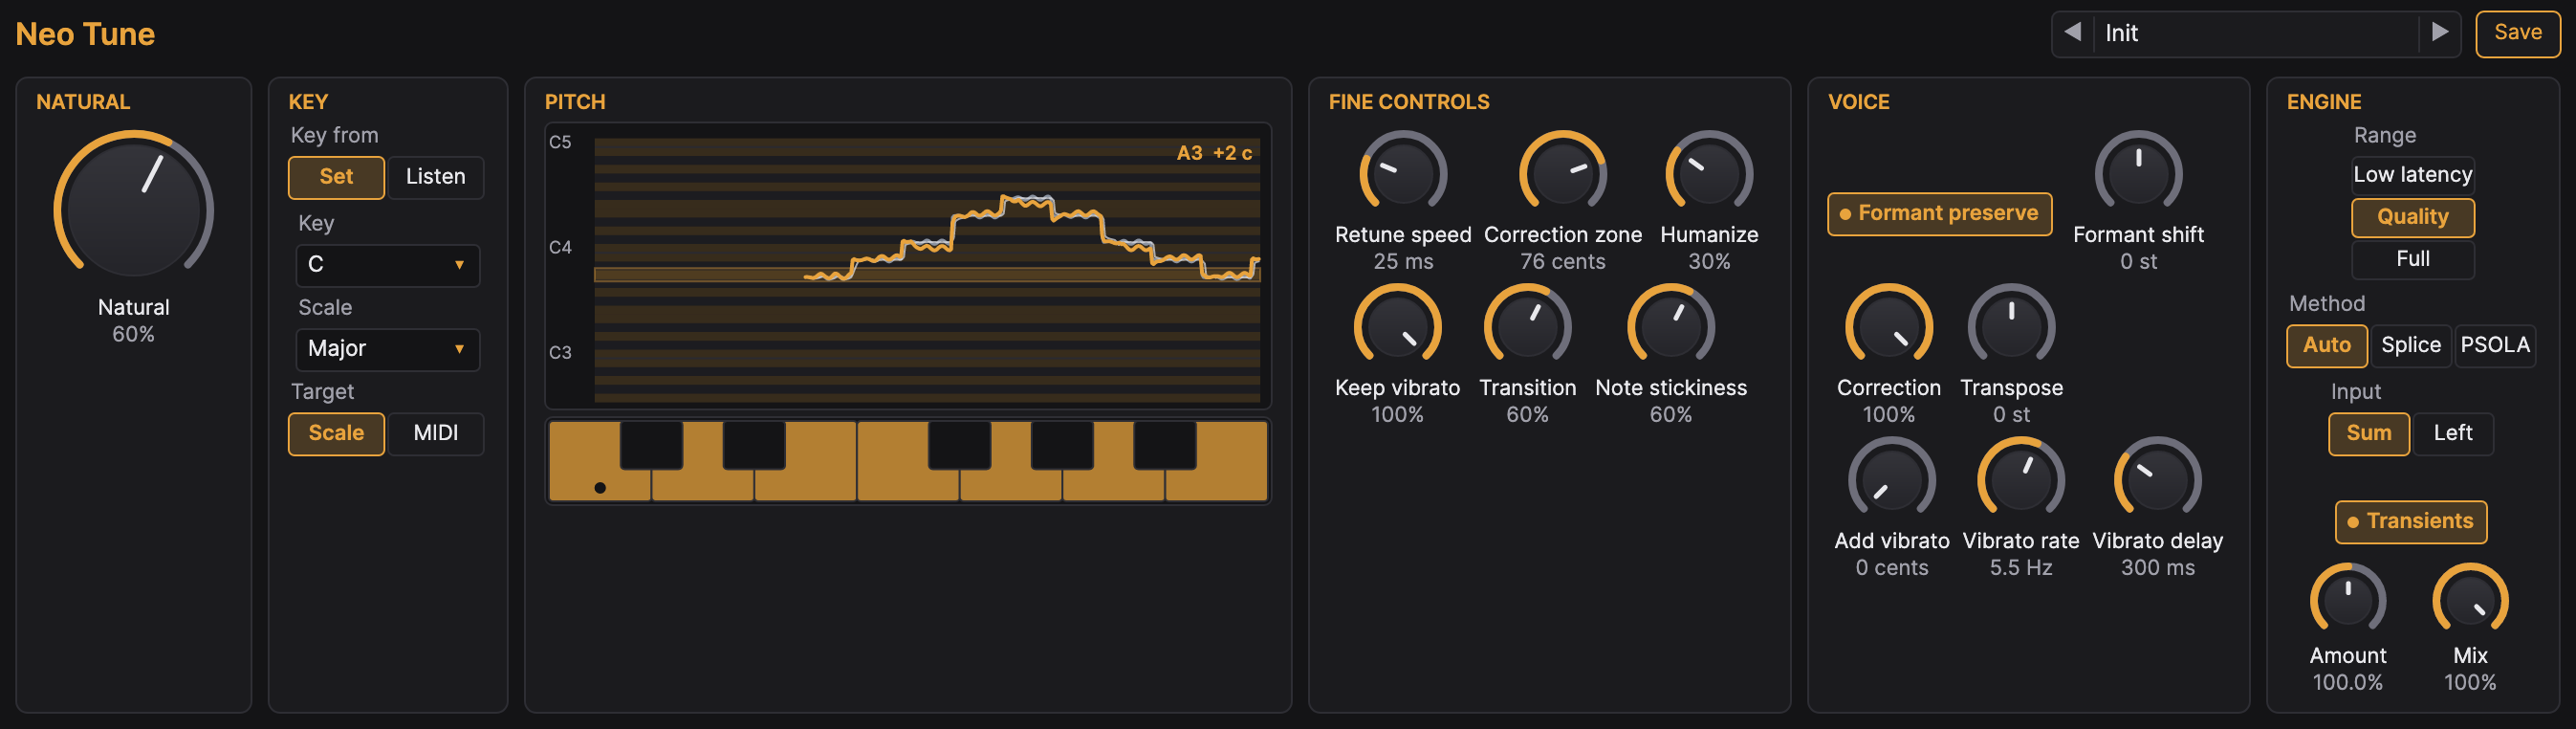 Neo Tune
Init
Save
NATURAL
Natural
60%
KEY
Key from
Set Listen
Key
C
Scale
Major
Target
Scale MIDI
PITCH
C5
A3 +2 c
C4
C3
FINE CONTROLS
Retune speed Correction zone Humanize
25 ms 76 cents 30%
Keep vibrato Transition Note stickiness
100% 60% 60%
VOICE
Formant preserve
Formant shift
0 st
Correction Transpose
100% 0 st
Add vibrato Vibrato rate Vibrato delay
0 cents 5.5 Hz 300 ms
ENGINE
Range
Low latency
Quality
Full
Method
Auto Splice PSOLA
Input
Sum Left
Transients
Amount Mix
100.0% 100%